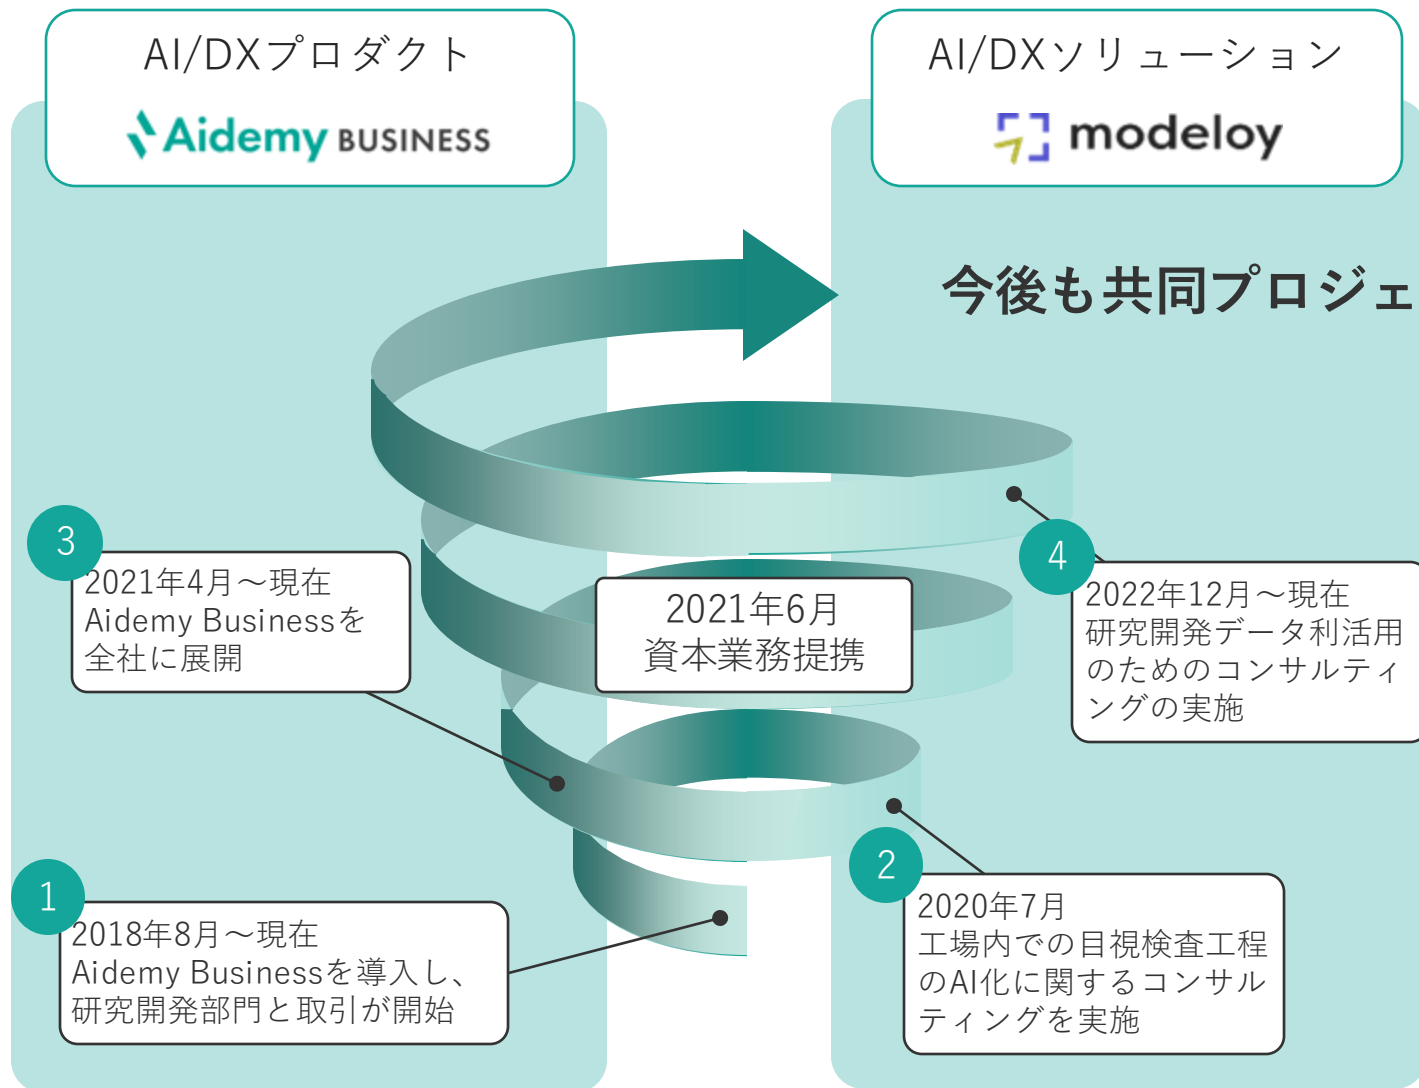 AI/DXプロダクト
Aidemy BUSINESS
AI/DXソリューション
modeloy
今後も共同プロジェ
3
2021年4月～現在
Aidemy Businessを
全社に展開
2021年6月
資本業務提携
4
2022年12月～現在
研究開発データ利活用
のためのコンサルティ
ングの実施
1
2018年8月～現在
Aidemy Businessを導入し、
研究開発部門と取引が開始
2
2020年7月
工場内での目視検査工程
のAI化に関するコンサル
ティングを実施